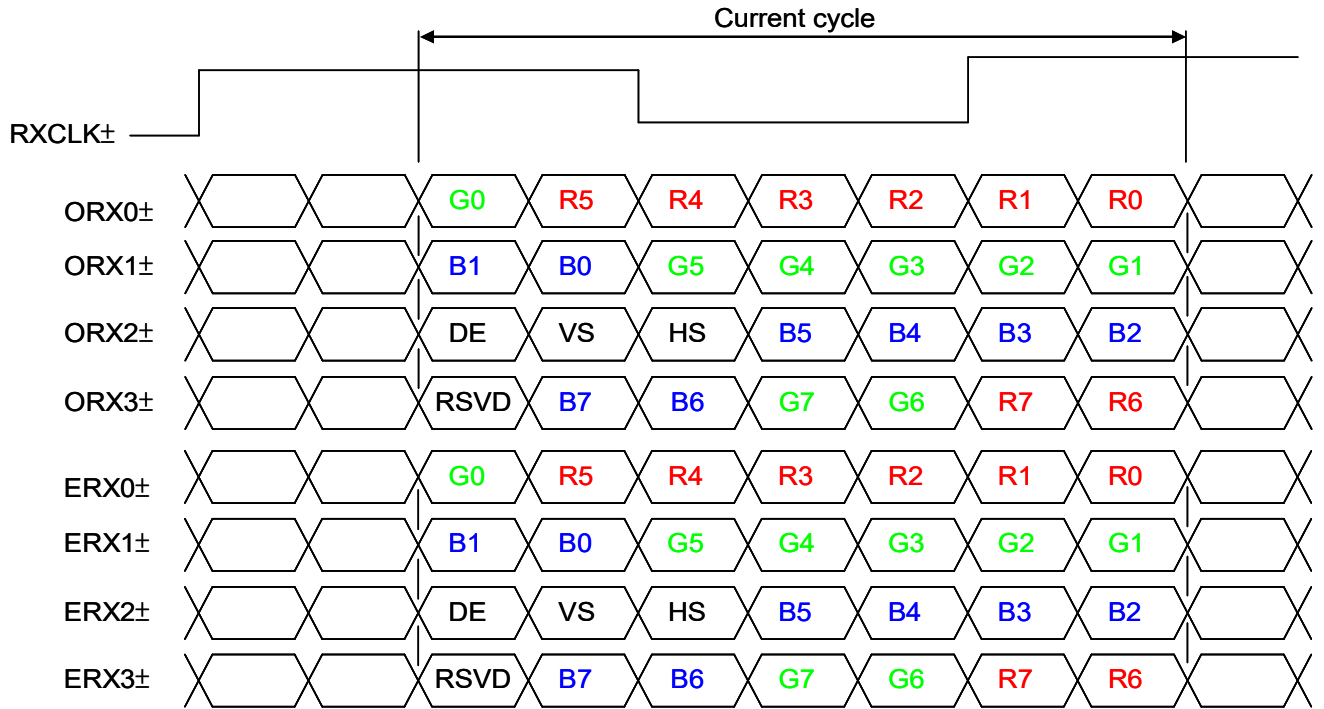 Current cycle
RXCLK±
ORX0± G0 R5 R4 R3 R2 R1 R0
ORX1± B1 B0 G5 G4 G3 G2 G1
ORX2± DE VS HS B5 B4 B3 B2
ORX3± RSVD B7 B6 G7 G6 R7 R6
ERX0± G0 R5 R4 R3 R2 R1 R0
ERX1± B1 B0 G5 G4 G3 G2 G1
ERX2± DE VS HS B5 B4 B3 B2
ERX3± RSVD B7 B6 G7 G6 R7 R6